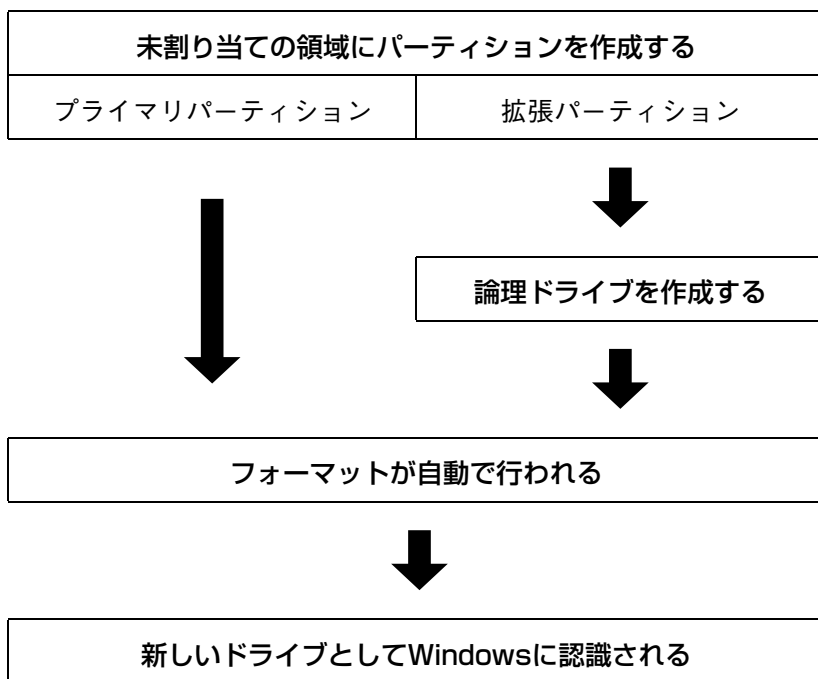 未割り当ての領域にパーティションを作成する
プライマリパーティション
拡張パーティション
論理ドライブを作成する
フォーマットが自動で行われる
新しいドライブとしてWindowsに認識される